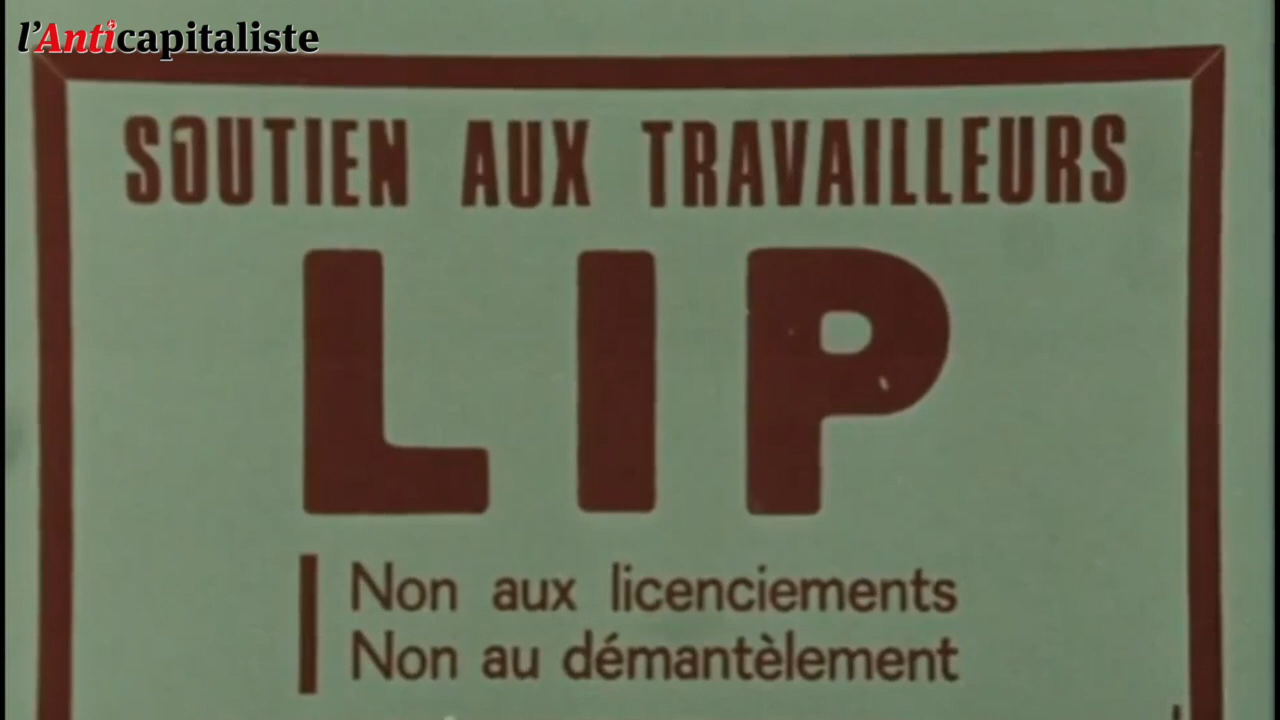 l'Anticapitaliste
SOUTIEN AUX TRAVAILLEURS
LIP
Non aux licenciements
Non au démantèlement